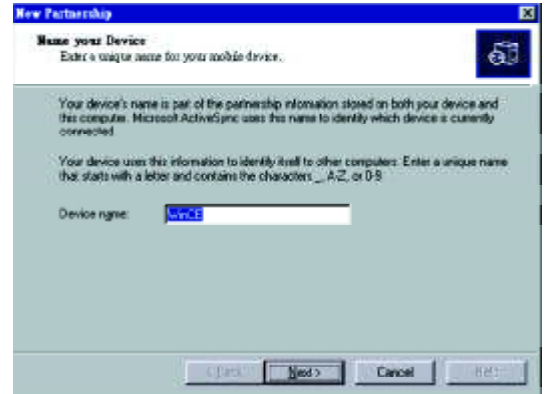 New Partnership
Name your Device
Enter a unique name for your mobile device.
Your device's name is part of the partnership information stored on both your device and
this computer. Microsoft ActiveSync uses this name to identify which device is currently
connected.
Your device uses this information to identify itself to other computers. Enter a unique name
that starts with a letter and contains the characters _, A-Z, or 0-9
Device name:
WinCE
< Back
Next >
Cancel
Help